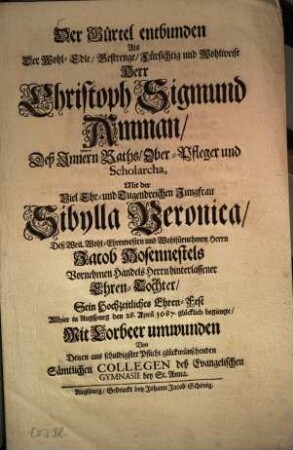 Der Gürtel entbunden
Als
Der Wohl-Edle/ Gestrenge/ Fürsichtig und Wohlweise
Herr
Christoph Sigmund
Amman/
Deß Innern Raths/ Ober-Pfleger und
Scholarcha,
Mit der
Viel Ehr- und Tugendreichen Jungfrau
Sibylla Veronica/
Deß Weil. Wohl-Ehrenvesten und Wohlfürnehmen Herrn
Jacob Hosennestels
Vornehmen Handels Herrn hinterlassener
Ehren-Tochter/
Sein Hochzeitliches Ehren-Fest
Allhier in Augspurg den 28. April 1687. glücklich begienge/
Mit Lorbeer umwunden
Von
Denen aus schuldigster Pflicht glückwünschenden
Sämtlichen COLLEGEN deß Evangelischen
GYMNASII bey St. Anna.
Augspurg/ Gedruckt bey Johann Jacob Schönig.